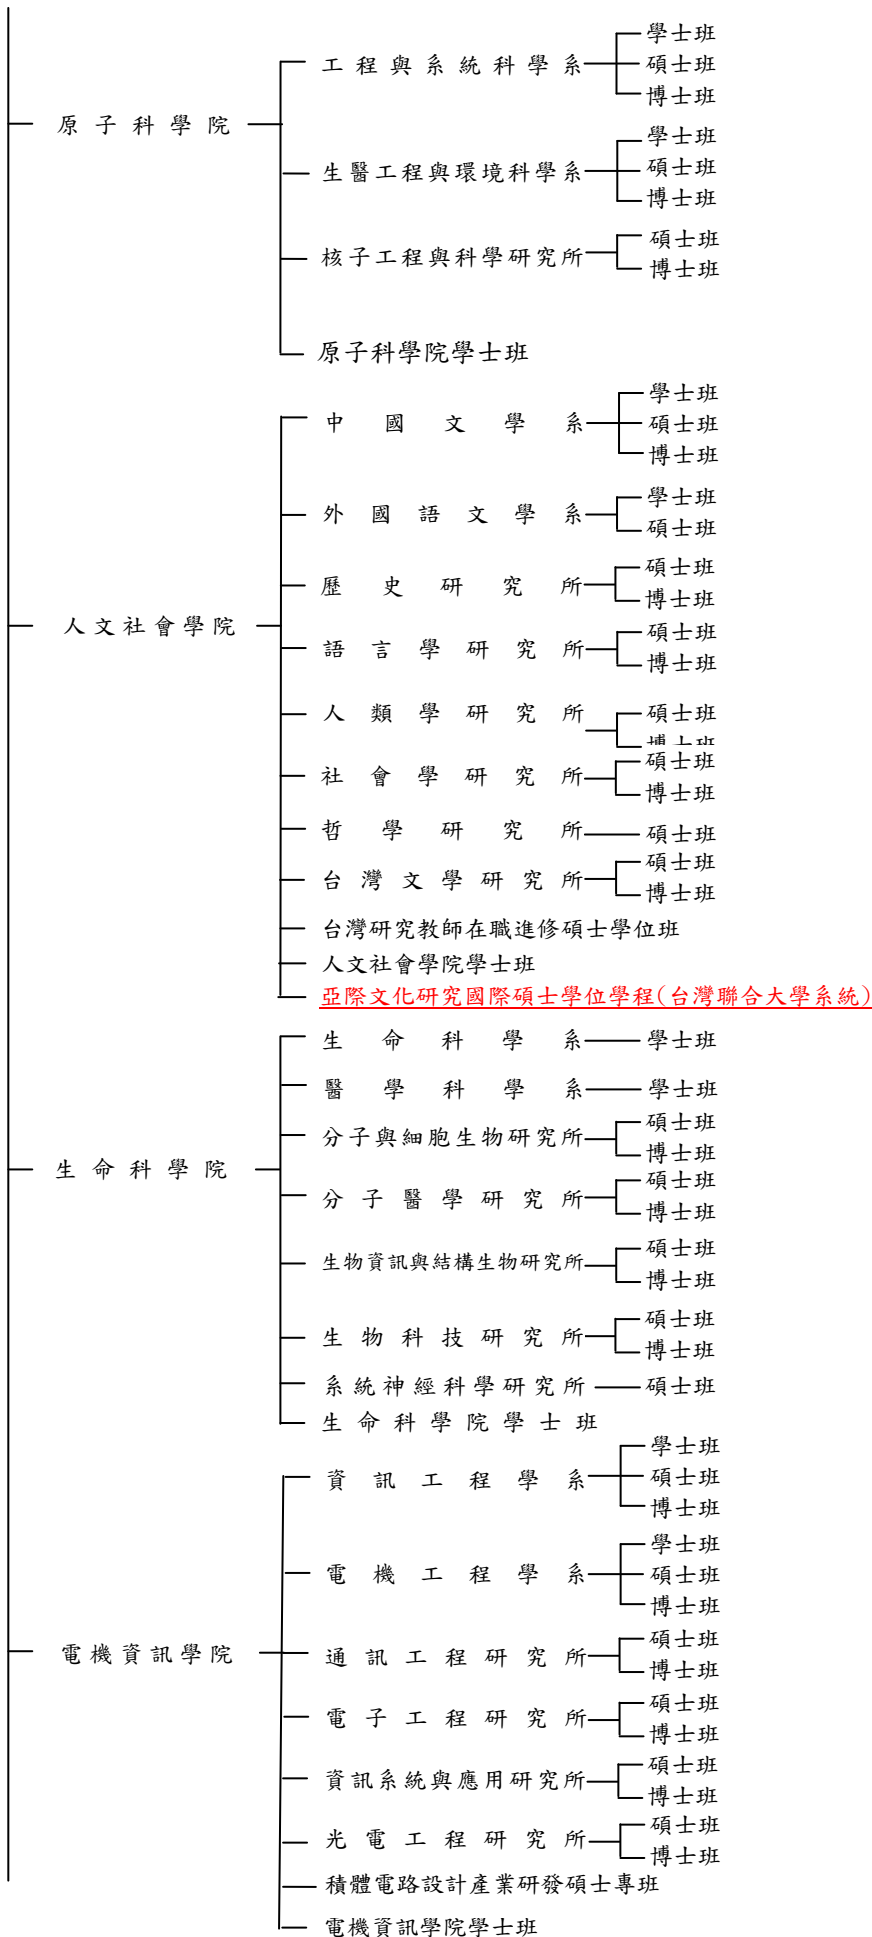 原子科學院
工程與系統科學系
學士班
碩士班
博士班
生醫工程與環境科學系
學士班
碩士班
博士班
核子工程與科學研究所
碩士班
博士班
原子科學院學士班
人文社會學院
中國文學系
學士班
碩士班
博士班
外國語文學系
學士班
碩士班
歷史研究所
碩士班
博士班
語言學研究所
碩士班
博士班
人類學研究所
碩士班
博士班
社會學研究所
碩士班
博士班
哲學研究所
碩士班
台灣文學研究所
碩士班
博士班
台灣研究教師在職進修碩士學位班
人文社會學院學士班
亞際文化研究國際碩士學位學程(台灣聯合大學系統)
生命科學院
生命科學系
學士班
醫學科學系
學士班
分子與細胞生物研究所
碩士班
博士班
分子醫學研究所
碩士班
博士班
生物資訊與結構生物研究所
碩士班
博士班
生物科技研究所
碩士班
博士班
系統神經科學研究所
碩士班
生命科學院學士班
電機資訊學院
資訊工程學系
學士班
碩士班
博士班
電機工程學系
學士班
碩士班
博士班
通訊工程研究所
碩士班
博士班
電子工程研究所
碩士班
博士班
資訊系統與應用研究所
碩士班
博士班
光電工程研究所
碩士班
博士班
積體電路設計產業研發碩士專班
電機資訊學院學士班